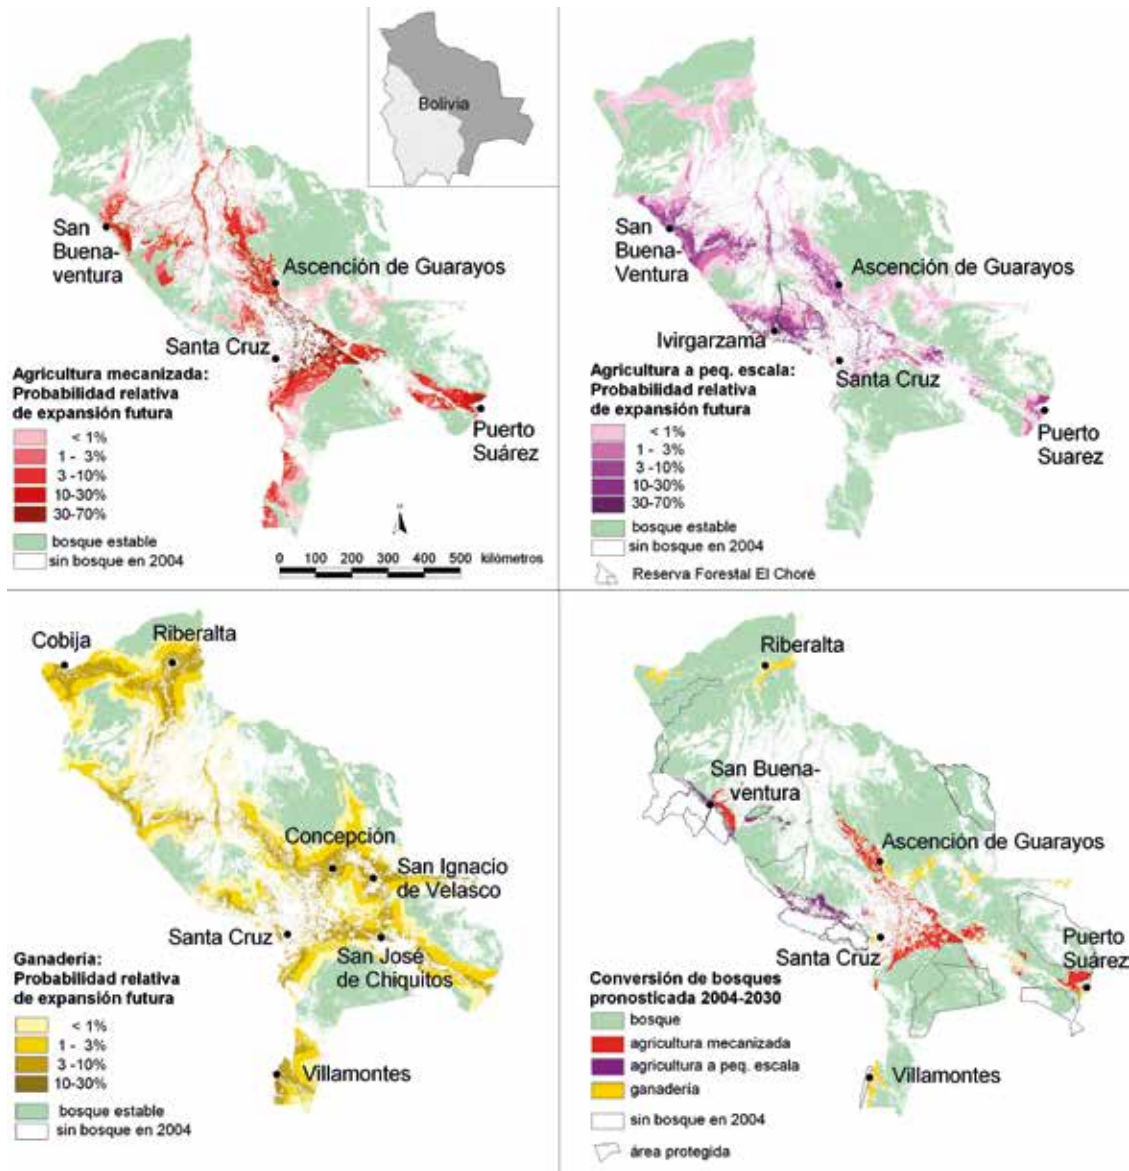 Bolivia
San
Buena-
ventura
Ascención de Guarayos
Santa Cruz
Puerto
Suárez
Agricultura mecanizada:
Probabilidad relativa
de expansión futura
< 1%
1 - 3%
3 -10%
10-30%
30-70%
bosque estable
sin bosque en 2004
0 100 200 300 400 500 kilómetros
San
Buena-
Ventura
Ascención de Guarayos
Ivirgarzama
Santa Cruz
Puerto
Suarez
Agricultura a peq. escala:
Probabilidad relativa
de expansión futura
< 1%
1 - 3%
3 -10%
10-30%
30-70%
bosque estable
sin bosque en 2004
Reserva Forestal El Choré
Cobija
Riberalta
Concepción
San Ignacio
de Velasco
Santa Cruz
San José
de Chiquitos
Villamontes
Ganadería:
Probabilidad relativa
de expansión futura
< 1%
1 - 3%
3 -10%
10-30%
bosque estable
sin bosque en 2004
Riberalta
San Buena-
ventura
Ascención de Guarayos
Santa Cruz
Puerto
Suárez
Villamontes
Conversión de bosques
pronosticada 2004-2030
bosque
agricultura mecanizada
agricultura a peq. escala
ganadería
sin bosque en 2004
área protegida